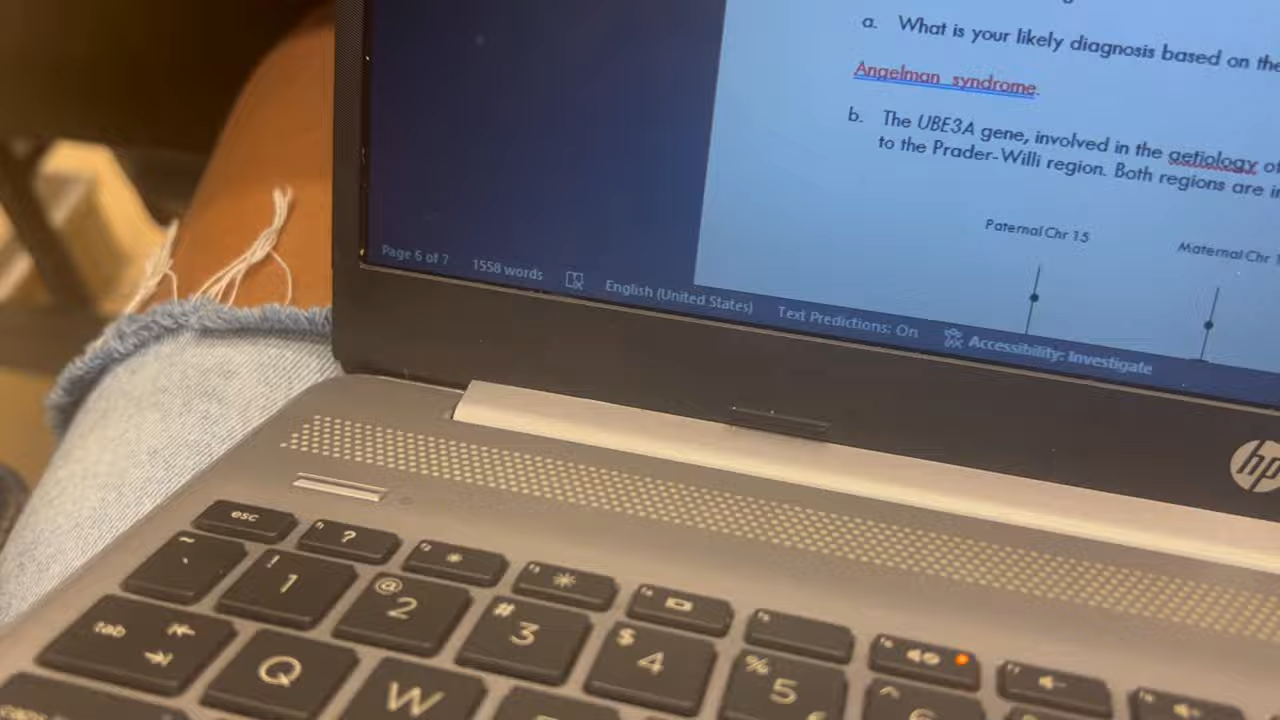 a. What is your likely diagnosis based on the
Angelman syndrome.
b. The UBE3A gene, involved in the aetiology of
to the Prader-Willi region. Both regions are
Paternal Chr 15
Maternal Chr
Page 6 of 7 1558 words English (United States) Text Predictions: On Accessibility: Investigate
hp
esc ?
~ ` ! 1 @ 2 # 3 $ 4 % 5 ^
tab Q W